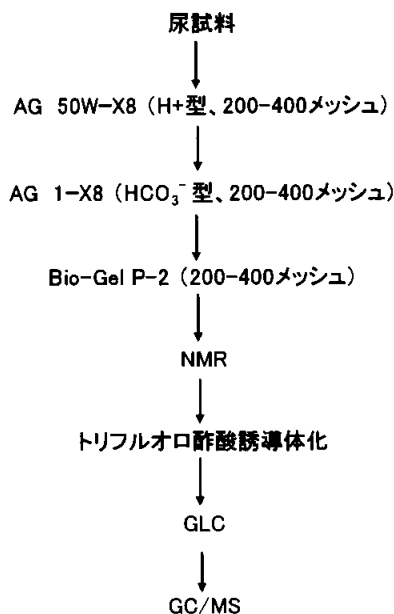 尿試料
AG 50W-X8 (H+型、200-400メッシュ)
AG 1-X8 (HCO₃⁻ 型、200-400メッシュ)
Bio-Gel P-2 (200-400メッシュ)
NMR
トリフルオロ酢酸誘導体化
GLC
GC/MS